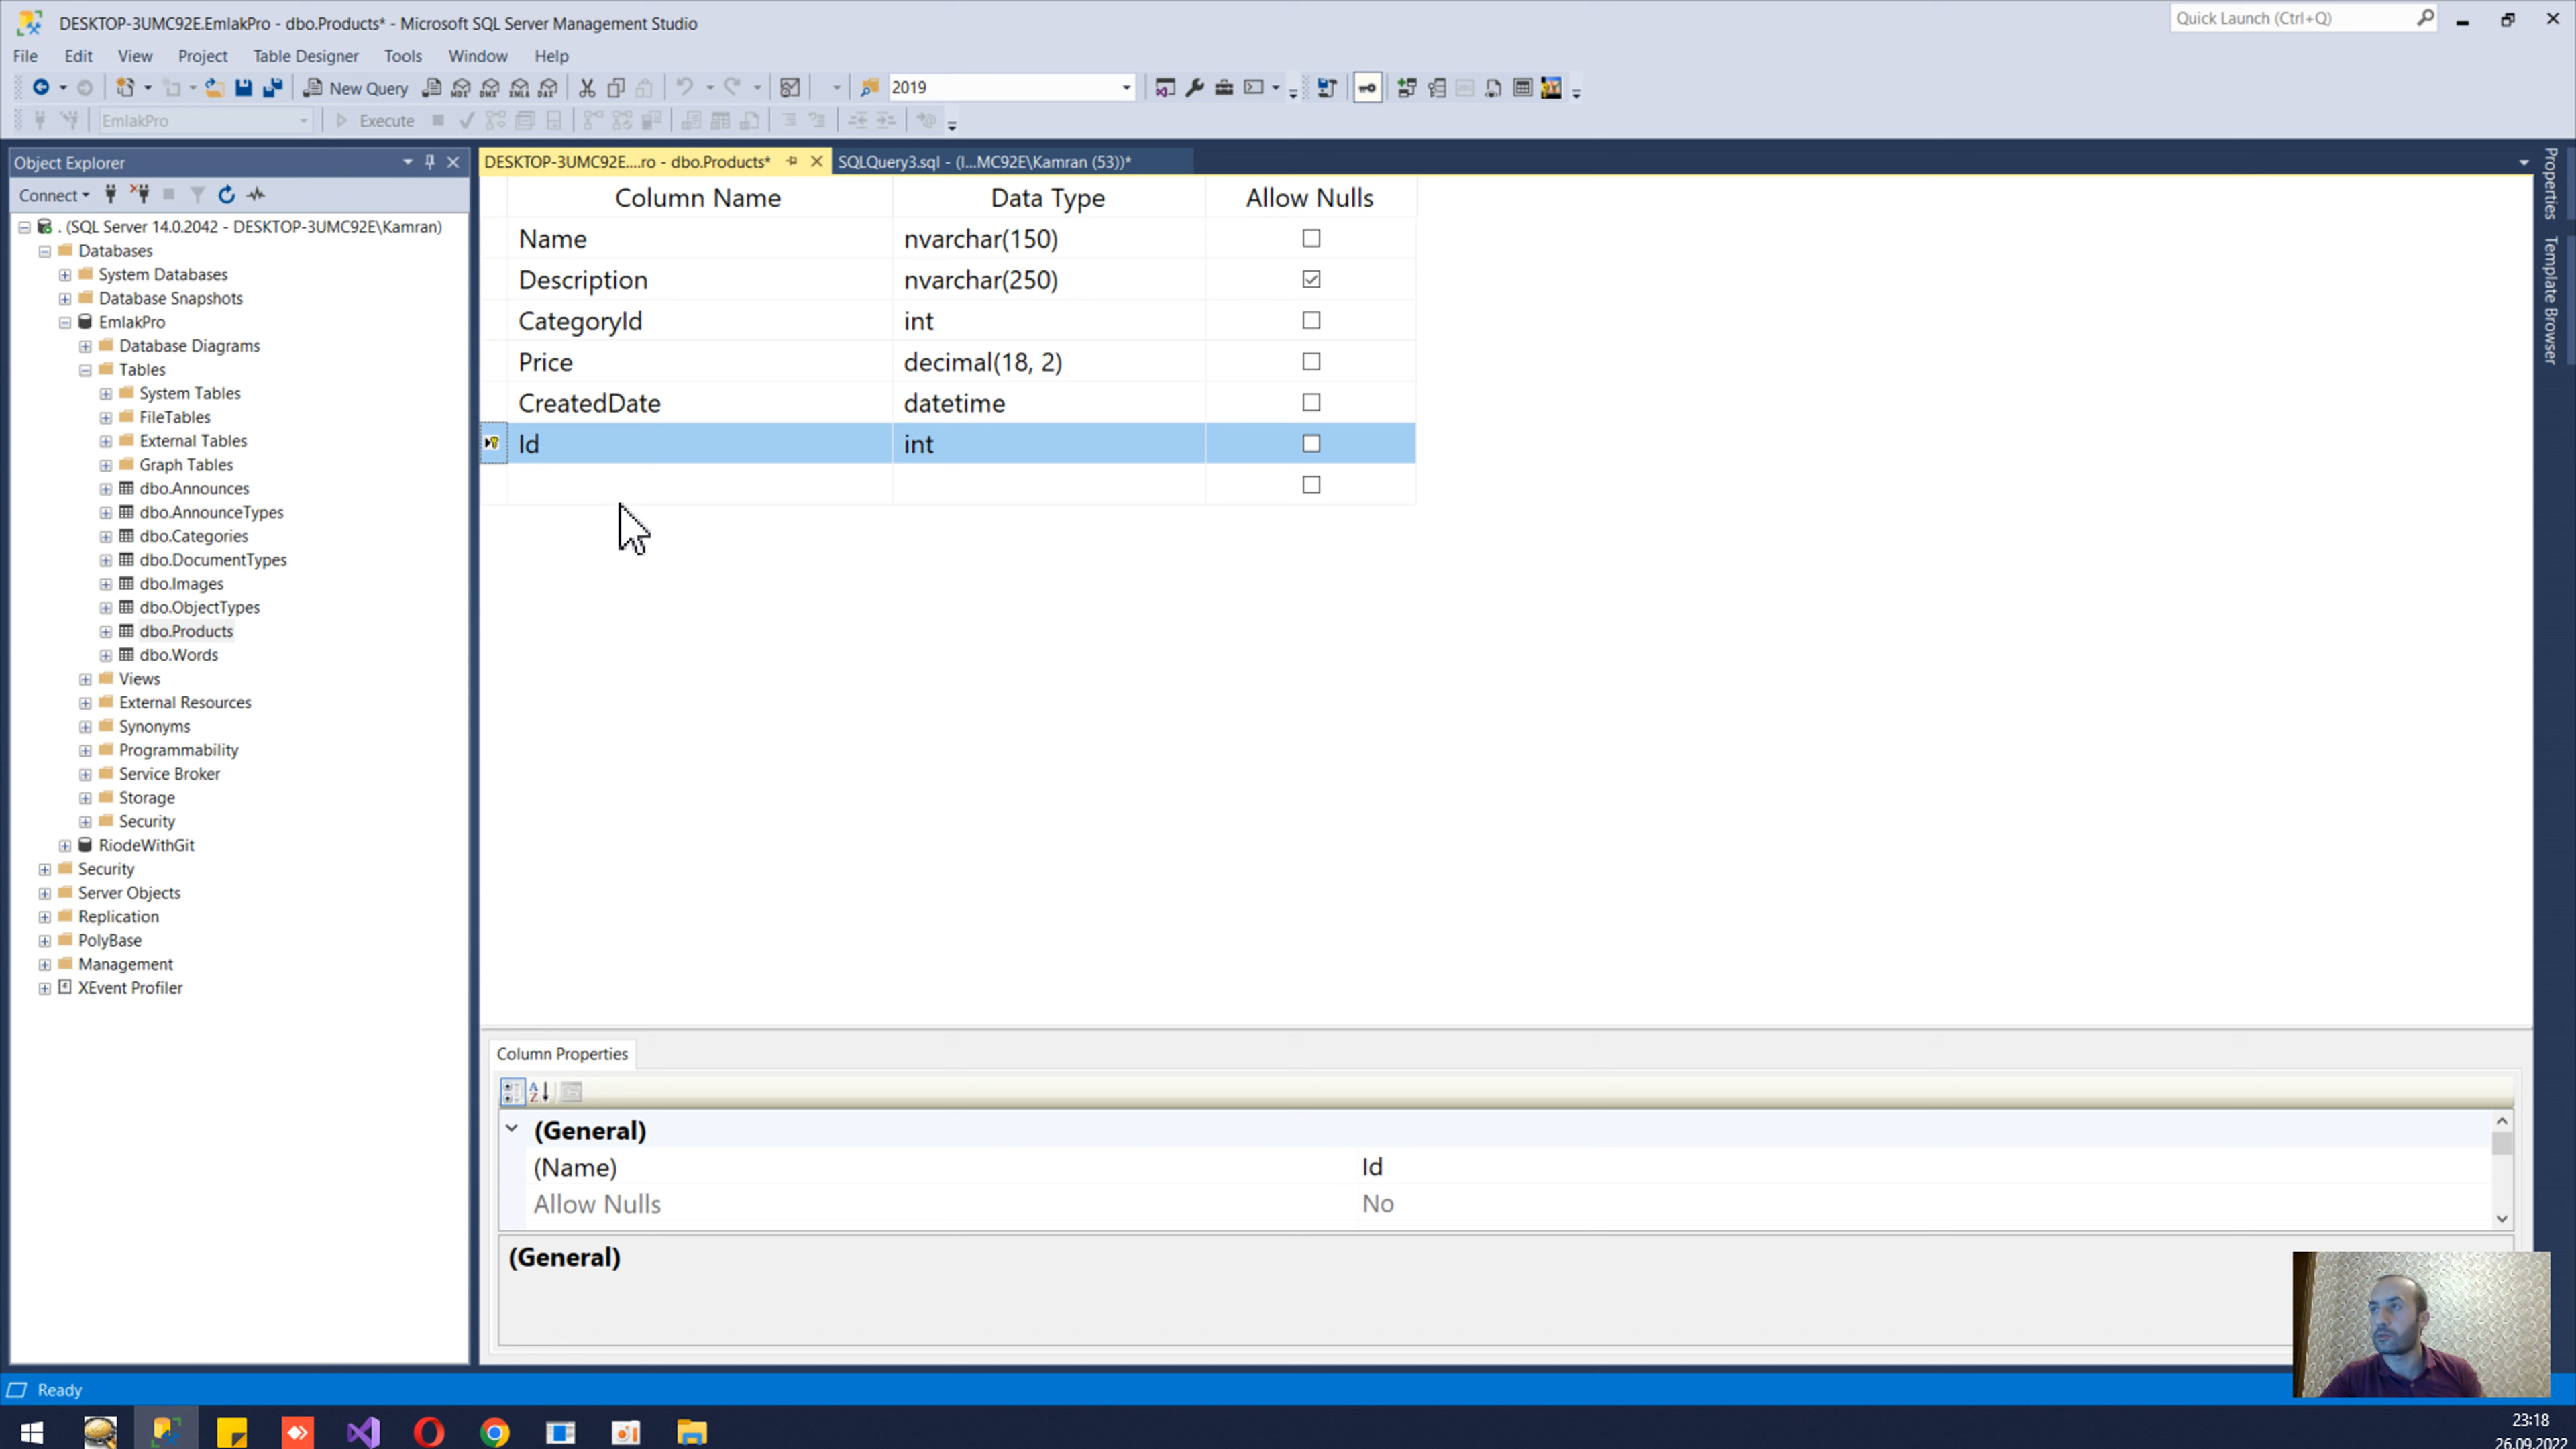 DESKTOP-3UMC92E.EmlakPro - dbo.Products* - Microsoft SQL Server Management Studio
Quick Launch (Ctrl+Q)
File Edit View Project Table Designer Tools Window Help
New Query MDX DMX XMLA DAX 2019
EmlakPro Execute
Object Explorer
DESKTOP-3UMC92E....ro - dbo.Products*
SQLQuery3.sql - (l...MC92E\Kamran (53))*
Connect
. (SQL Server 14.0.2042 - DESKTOP-3UMC92E\Kamran)
Databases
System Databases
Database Snapshots
EmlakPro
Database Diagrams
Tables
System Tables
FileTables
External Tables
Graph Tables
dbo.Announces
dbo.AnnounceTypes
dbo.Categories
dbo.DocumentTypes
dbo.Images
dbo.ObjectTypes
dbo.Products
dbo.Words
Views
External Resources
Synonyms
Programmability
Service Broker
Storage
Security
RiodeWithGit
Security
Server Objects
Replication
PolyBase
Management
XEvent Profiler
Column Name Data Type Allow Nulls
Name nvarchar(150)
Description nvarchar(250)
CategoryId int
Price decimal(18, 2)
CreatedDate datetime
Id int
Column Properties
(General)
(Name) Id
Allow Nulls No
(General)
Properties
Template Browser
Ready
23:18
26.09.2022